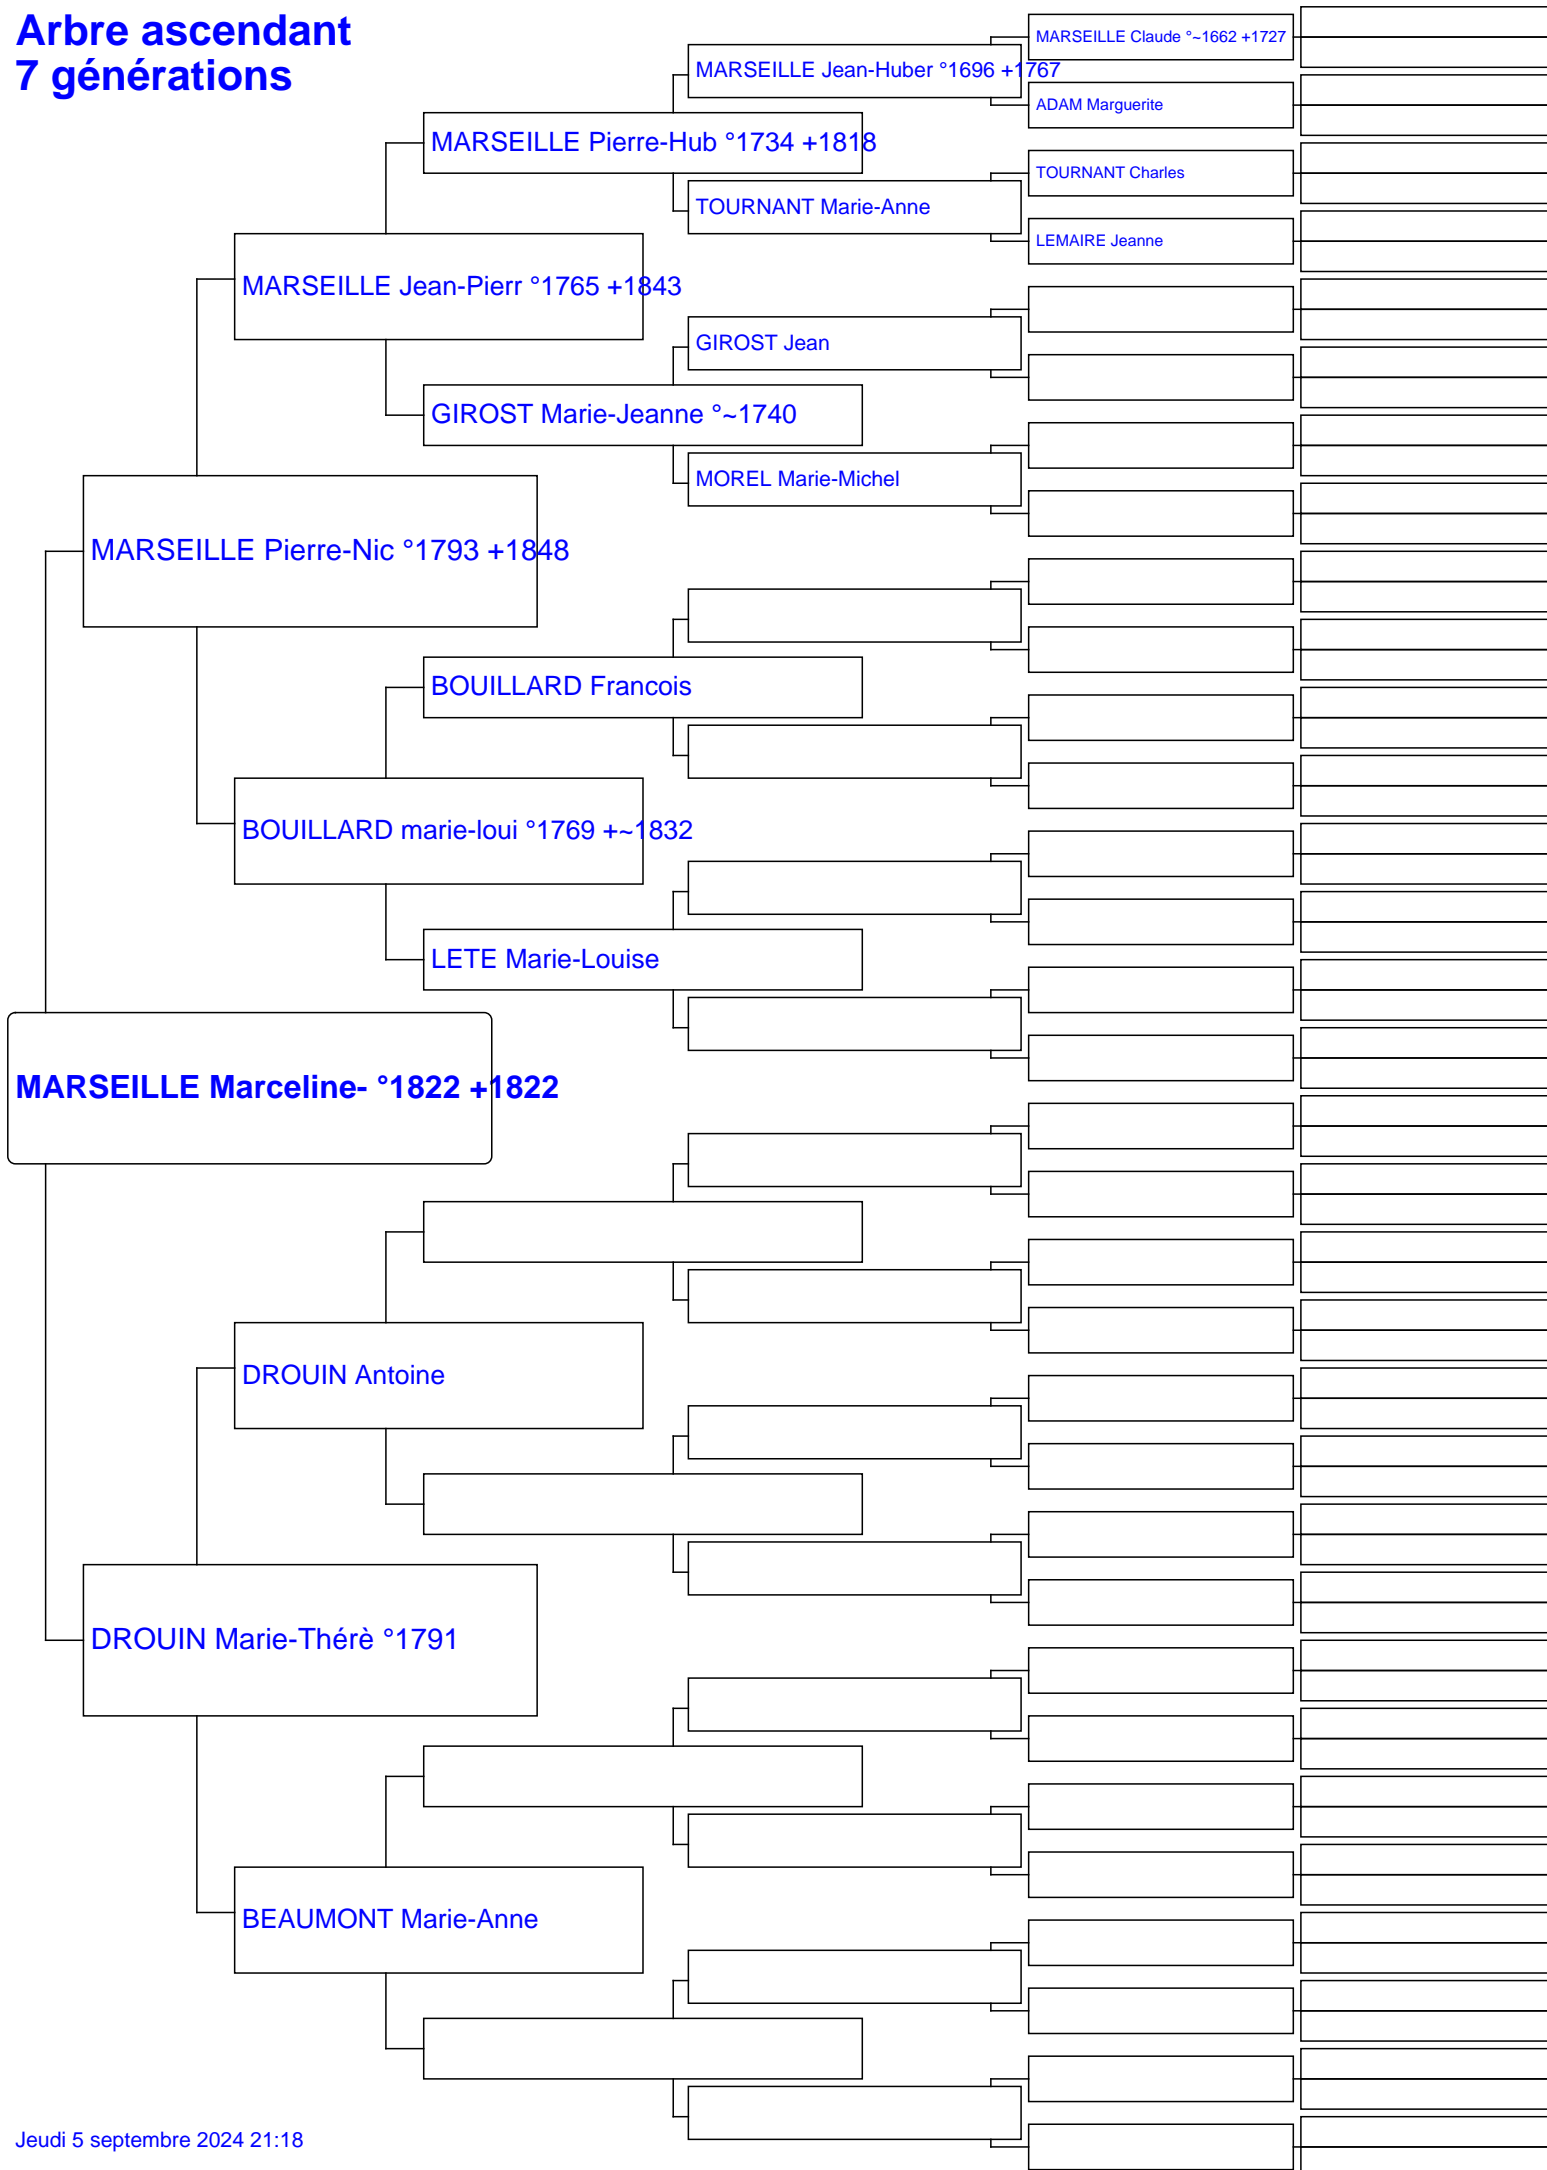 Arbre ascendant
7 générations
MARSEILLE Claude °~1662 +1727
MARSEILLE Jean-Huber °1696 +1767
ADAM Marguerite
MARSEILLE Pierre-Hub °1734 +1818
TOURNANT Charles
TOURNANT Marie-Anne
LEMAIRE Jeanne
MARSEILLE Jean-Pierr °1765 +1843
GIROST Jean
GIROST Marie-Jeanne °~1740
MOREL Marie-Michel
MARSEILLE Pierre-Nic °1793 +1848
BOUILLARD Francois
BOUILLARD marie-loui °1769 +~1832
LETE Marie-Louise
MARSEILLE Marceline- °1822 +1822
DROUIN Antoine
DROUIN Marie-Thérè °1791
BEAUMONT Marie-Anne
Jeudi 5 septembre 2024 21:18